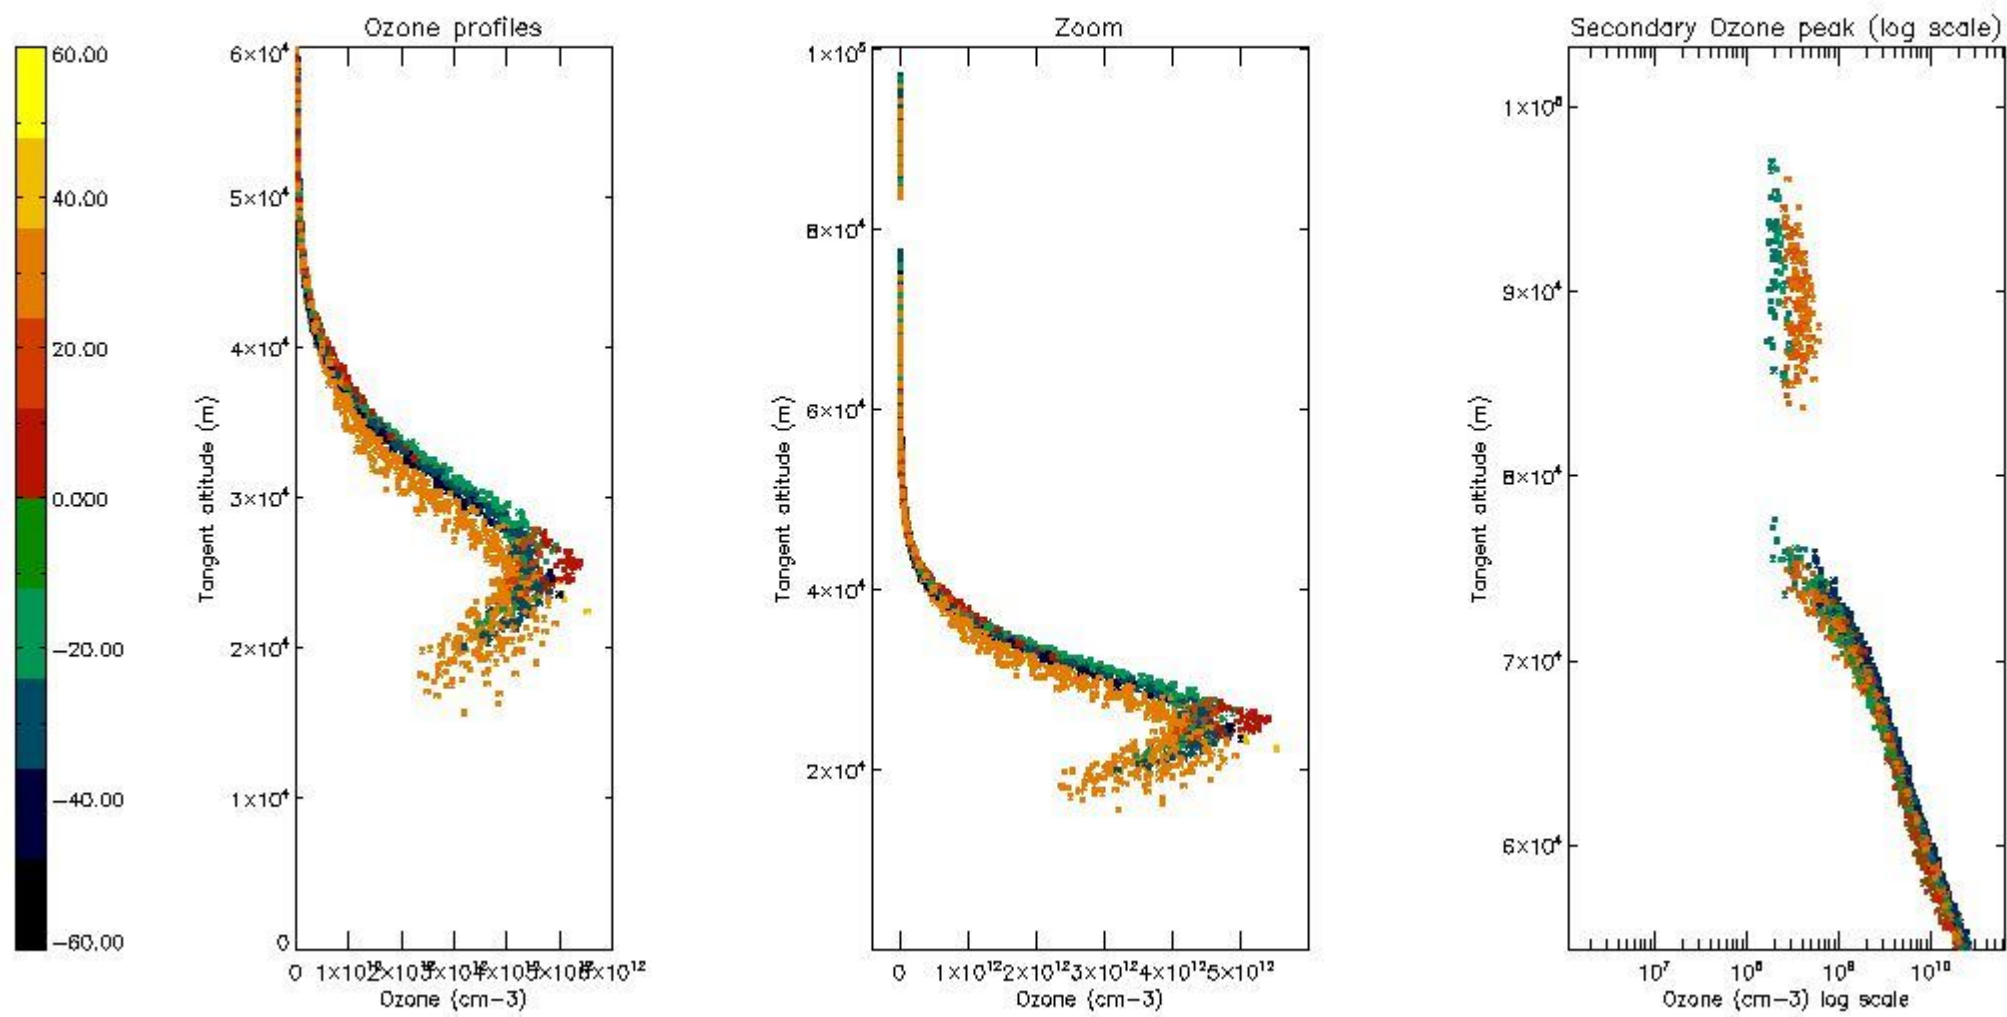 Ozone profiles
Zoom
Secondary Ozone peak (log scale)
60.00
40.00
20.00
0.000
−20.00
−40.00
−60.00
6×10⁴
5×10⁴
4×10⁴
3×10⁴
2×10⁴
1×10⁴
0
Tangent altitude (m)
0 1×10¹²
6×10¹²
Ozone (cm−3)
1×10⁵
8×10⁴
6×10⁴
4×10⁴
2×10⁴
Tangent altitude (m)
0 1×10¹² 2×10¹² 3×10¹² 4×10¹² 5×10¹²
Ozone (cm−3)
9×10⁴
8×10⁴
7×10⁴
6×10⁴
Tangent altitude (m)
10⁷ 10⁸ 10⁹ 10¹⁰
Ozone (cm−3) log scale